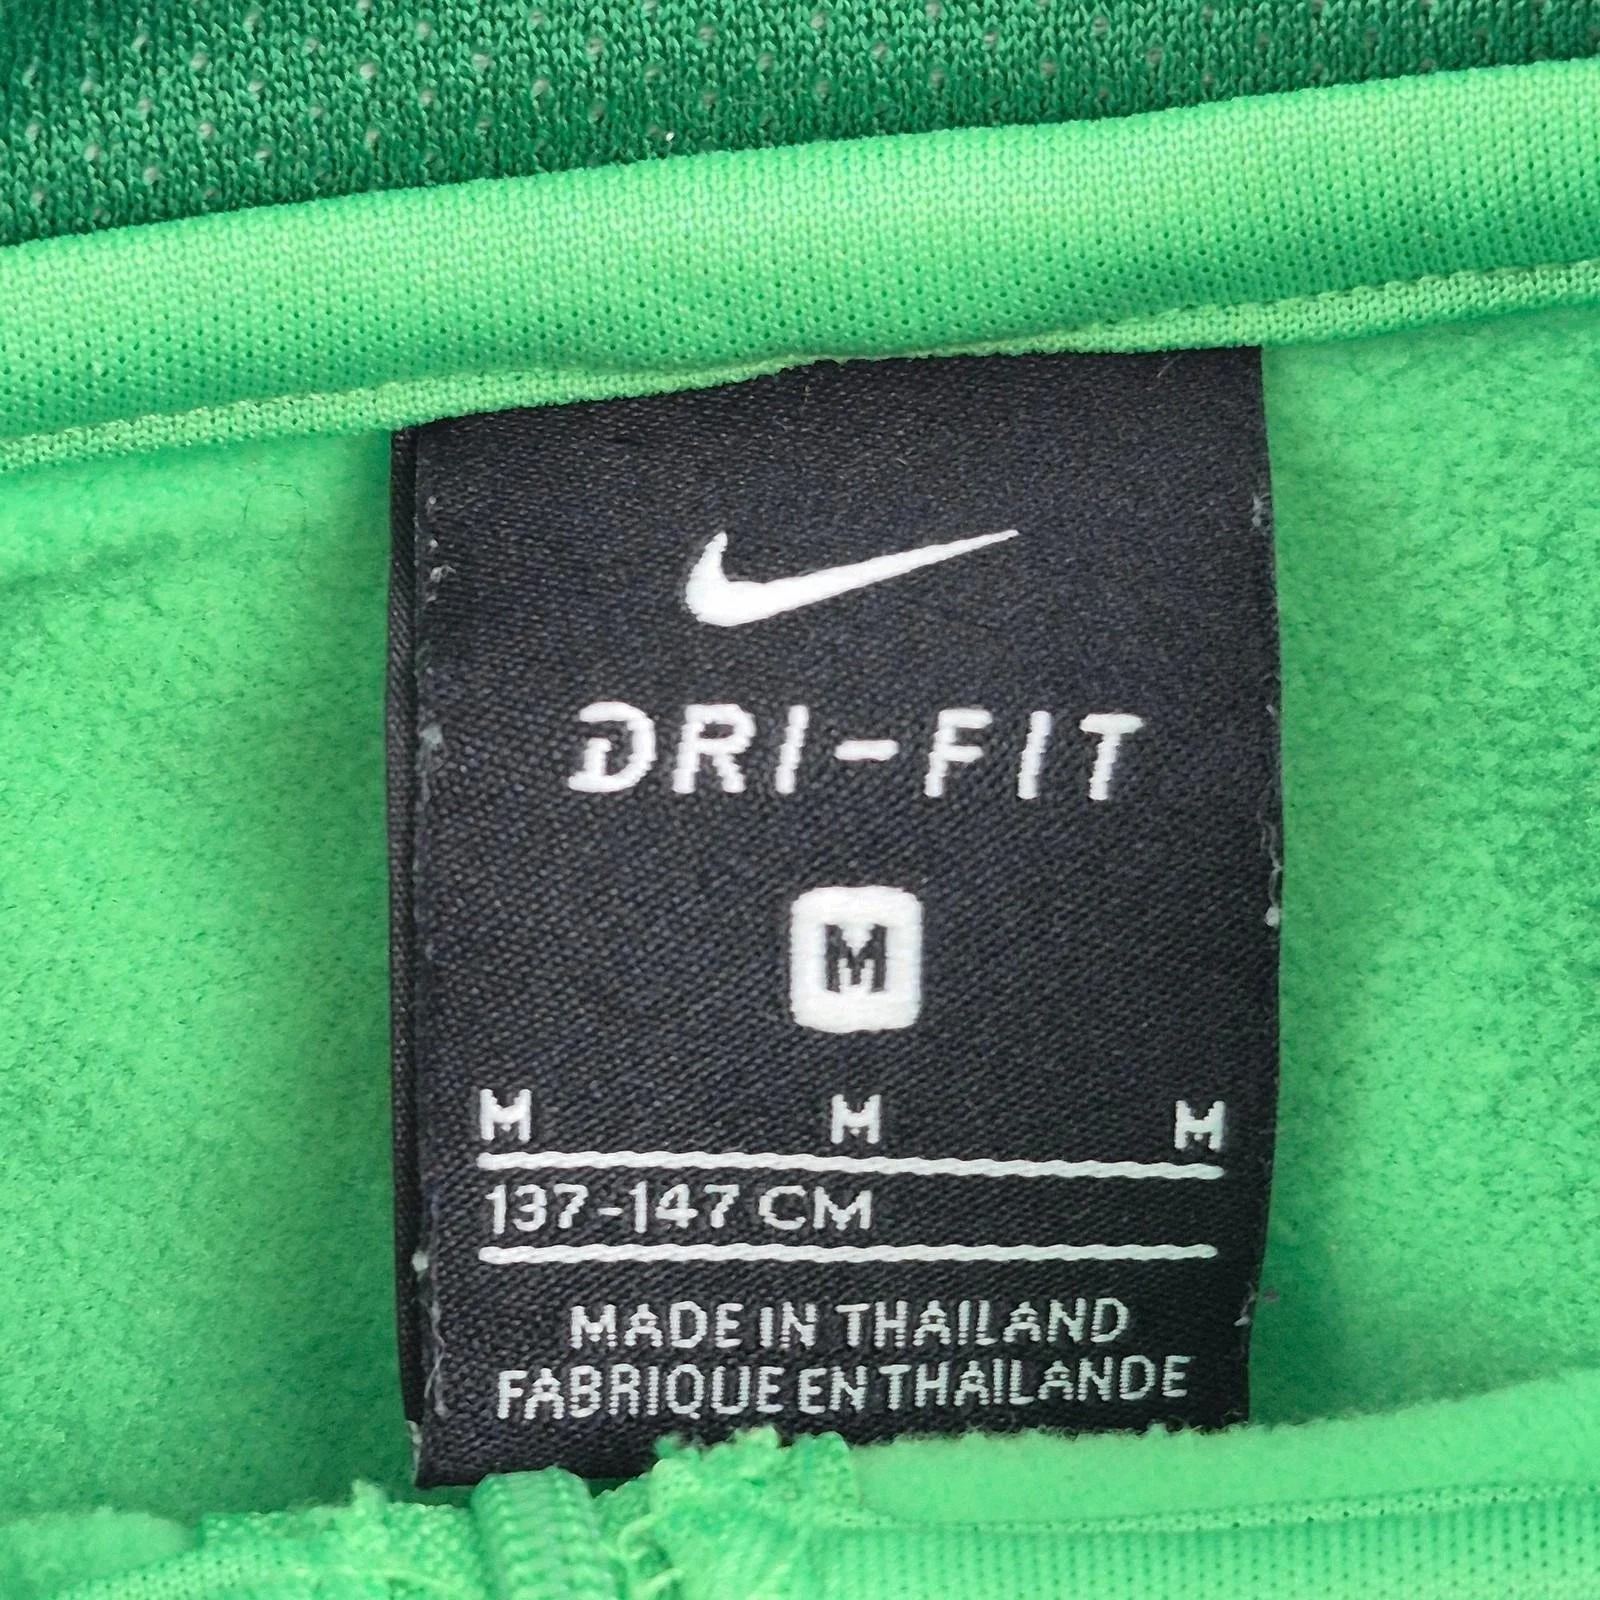 DRI-FIT
M
M M M
137-147 CM
MADE IN THAILAND
FABRIQUE EN THAILANDE